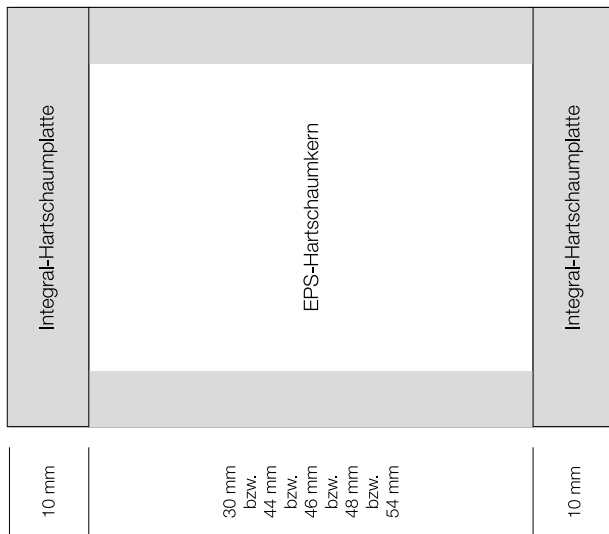 Integral-Hartschaumplatte
EPS-Hartschaumkern
Integral-Hartschaumplatte
10 mm
30 mm
bzw.
44 mm
bzw.
46 mm
bzw.
48 mm
bzw.
54 mm
10 mm